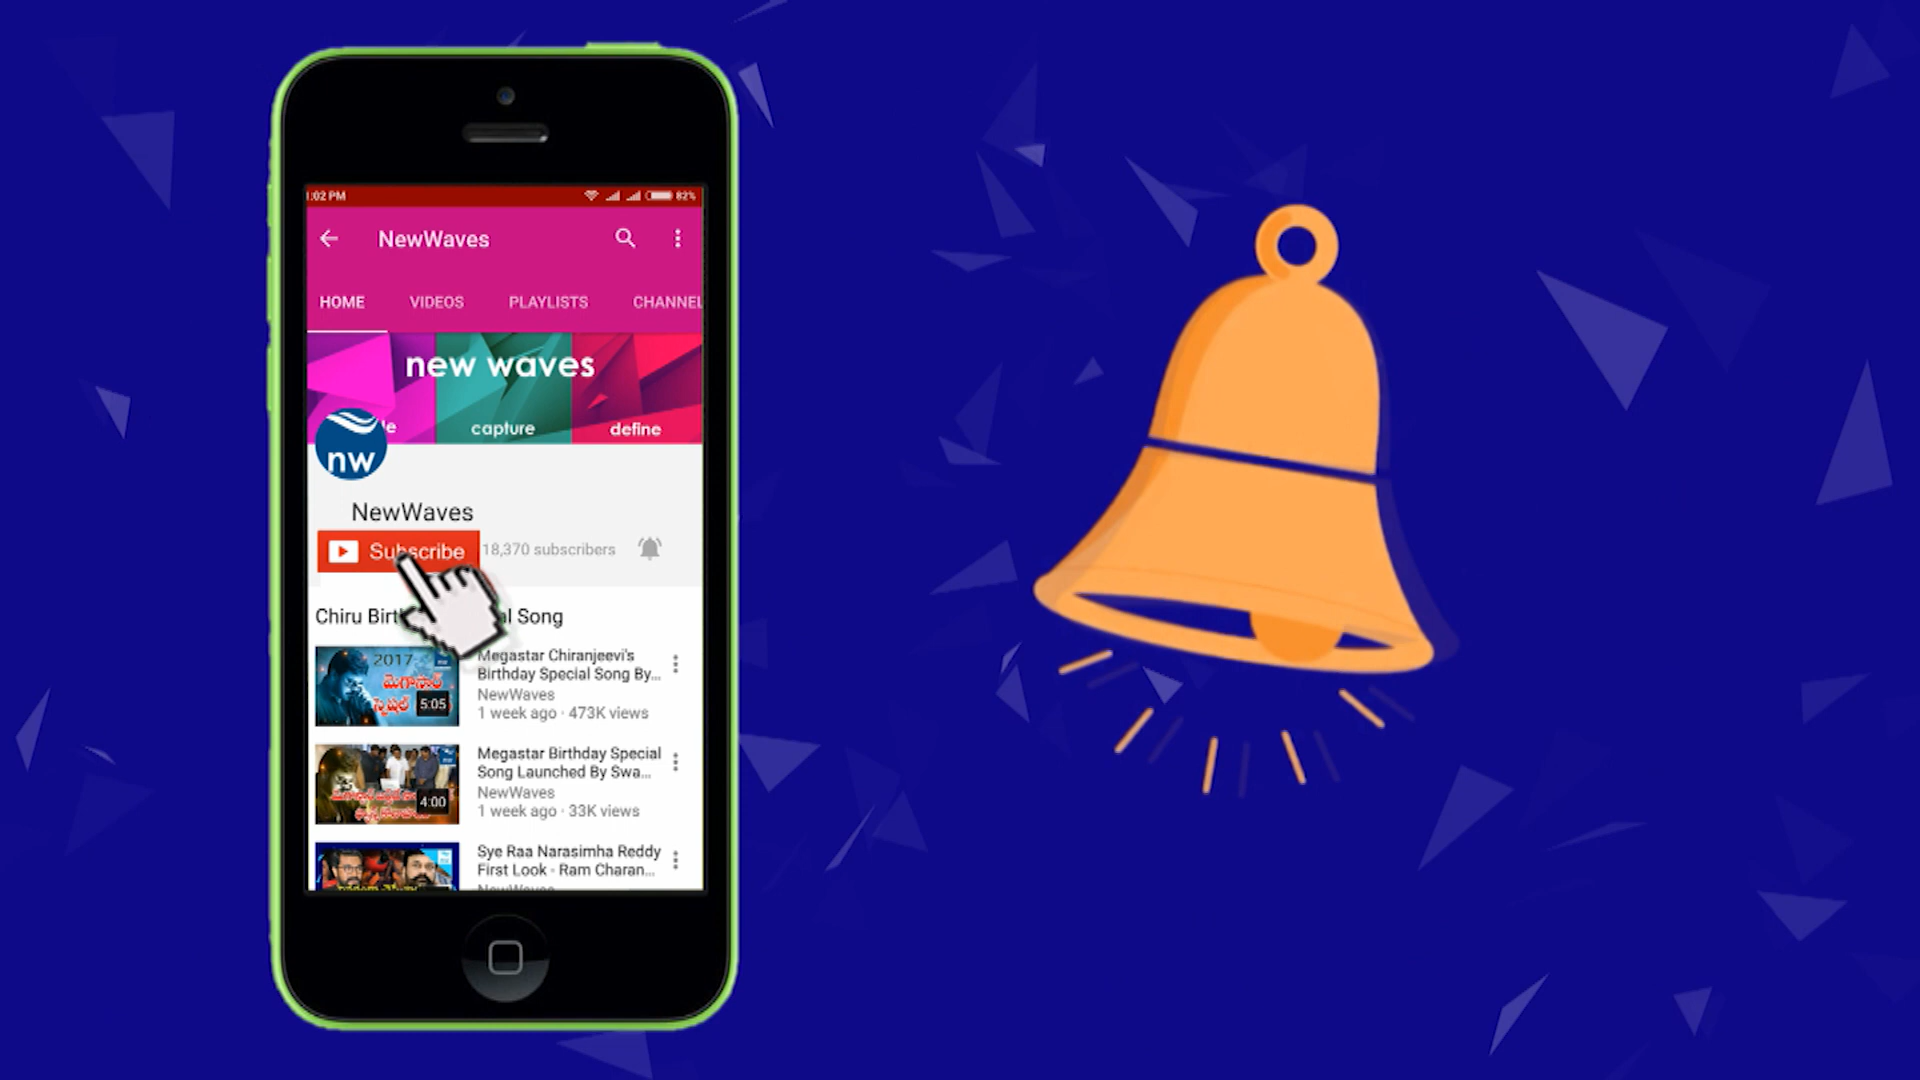 1:02 PM
82%
NewWaves
HOME VIDEOS PLAYLISTS CHANNEL
new waves
capture define
nw
NewWaves
Subscribe 18,370 subscribers
Song
2017
మెగాస్టార్
స్పెషల్
5:05
Megastar Chiranjeevi's
Birthday Special Song By...
NewWaves
1 week ago · 473K views
4:00
Megastar Birthday Special
Song Launched By Swa...
NewWaves
1 week ago · 33K views
Sye Raa Narasimha Reddy
First Look - Ram Charan...
NewWaves